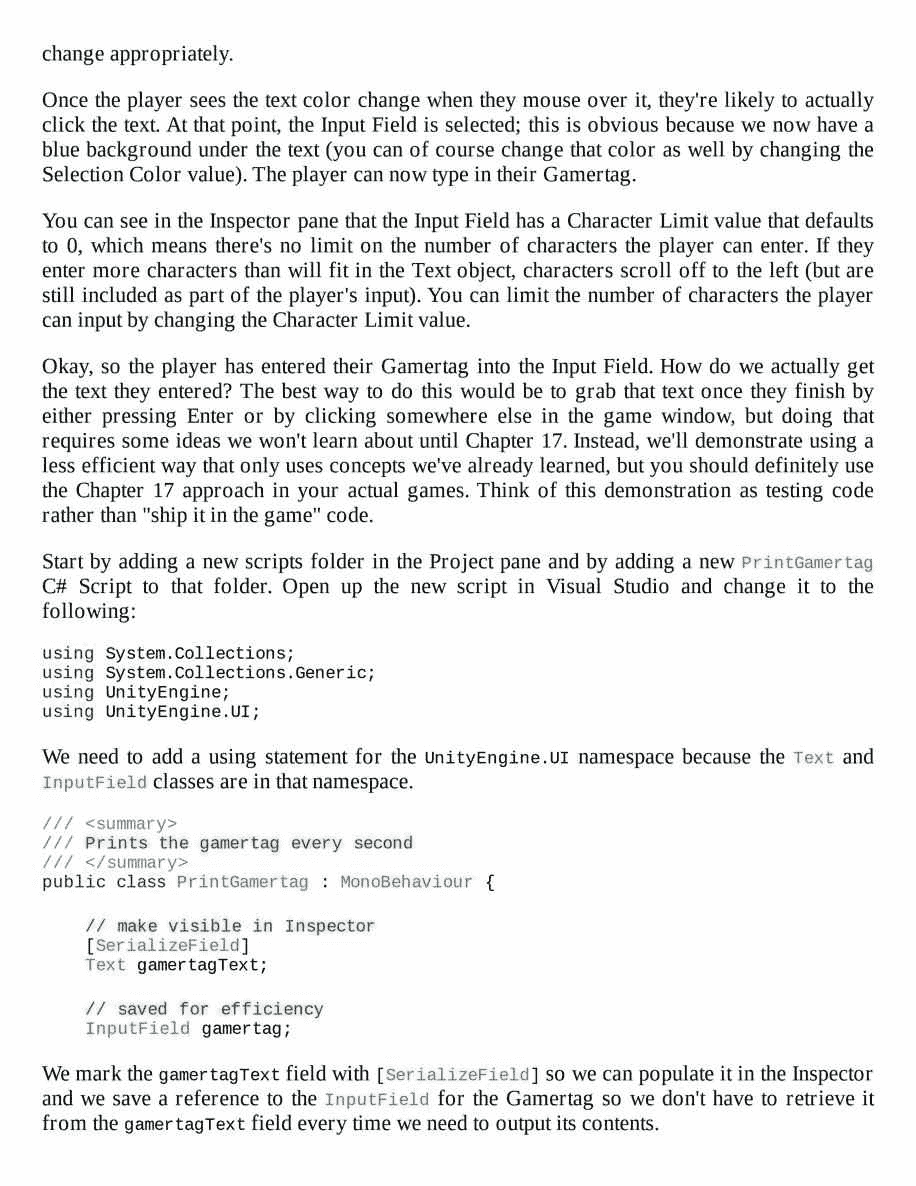 change appropriately.
Once the player sees the text color change when they mouse over it, they're likely to actually
click the text. At that point, the Input Field is selected; this is obvious because we now have a
blue background under the text (you can of course change that color as well by changing the
Selection Color value). The player can now type in their Gamertag.
You can see in the Inspector pane that the Input Field has a Character Limit value that defaults
to 0, which means there's no limit on the number of characters the player can enter. If they
enter more characters than will fit in the Text object, characters scroll off to the left (but are
still included as part of the player's input). You can limit the number of characters the player
can input by changing the Character Limit value.
Okay, so the player has entered their Gamertag into the Input Field. How do we actually get
the text they entered? The best way to do this would be to grab that text once they finish by
either pressing Enter or by clicking somewhere else in the game window, but doing that
requires some ideas we won't learn about until Chapter 17. Instead, we'll demonstrate using a
less efficient way that only uses concepts we've already learned, but you should definitely use
the Chapter 17 approach in your actual games. Think of this demonstration as testing code
rather than "ship it in the game" code.
Start by adding a new scripts folder in the Project pane and by adding a new PrintGamertag
C# Script to that folder. Open up the new script in Visual Studio and change it to the
following:
using System.Collections;
using System.Collections.Generic;
using UnityEngine;
using UnityEngine.UI;
We need to add a using statement for the UnityEngine.UI namespace because the Text and
InputField classes are in that namespace.
/// <summary>
/// Prints the gamertag every second
/// </summary>
public class PrintGamertag : MonoBehaviour {
    // make visible in Inspector
    [SerializeField]
    Text gamertagText;
    // saved for efficiency
    InputField gamertag;
We mark the gamertagText field with [SerializeField] so we can populate it in the Inspector
and we save a reference to the InputField for the Gamertag so we don't have to retrieve it
from the gamertagText field every time we need to output its contents.